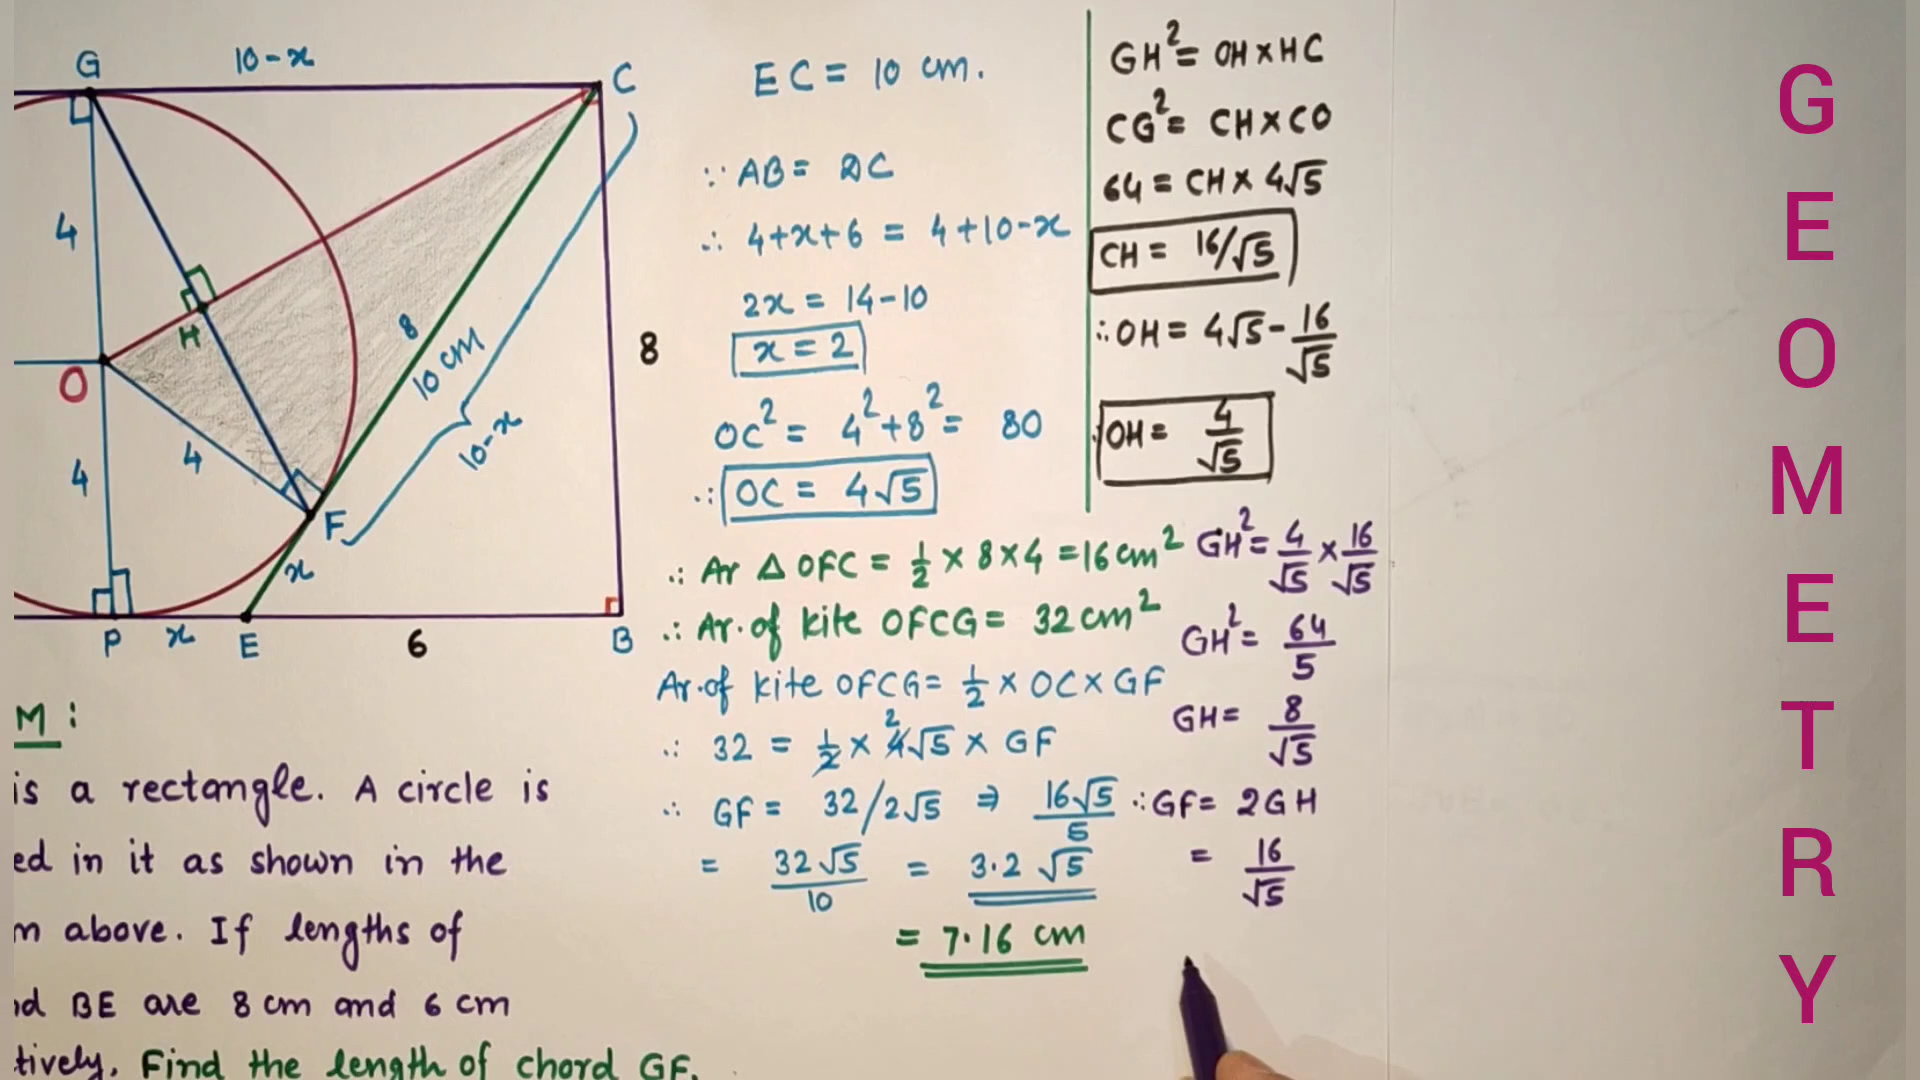 G
10-x
C
4
H
8
10 cm
8
O
4
4
10-x
F
x
P
x
E
6
B
M :
is a rectangle. A circle is
ed in it as shown in the
m above. If lengths of
nd BE are 8 cm and 6 cm
tively. Find the length of chord GF.
EC = 10 cm.
∵ AB = DC
∴ 4+x+6 = 4+10-x
2x = 14-10
x = 2
OC² = 4²+8² = 80
∴ OC = 4√5
∴ Ar △ OFC = 1/2 × 8 × 4 = 16 cm²
∴ Ar. of kite OFCG = 32 cm²
Ar. of kite OFCG = 1/2 × OC × GF
∴ 32 = 1/2 × 4√5 × GF
2
∴ GF = 32/2√5 ⇒ 16√5/5
= 32√5/10 = 3.2 √5
= 7.16 cm
GH² = OH × HC
CG² = CH × CO
64 = CH × 4√5
CH = 16/√5
∴ OH = 4√5 - 16/√5
∴ OH = 4/√5
GH² = 4/√5 × 16/√5
GH² = 64/5
GH = 8/√5
∴ GF = 2GH
= 16/√5
G
E
O
M
E
T
R
Y